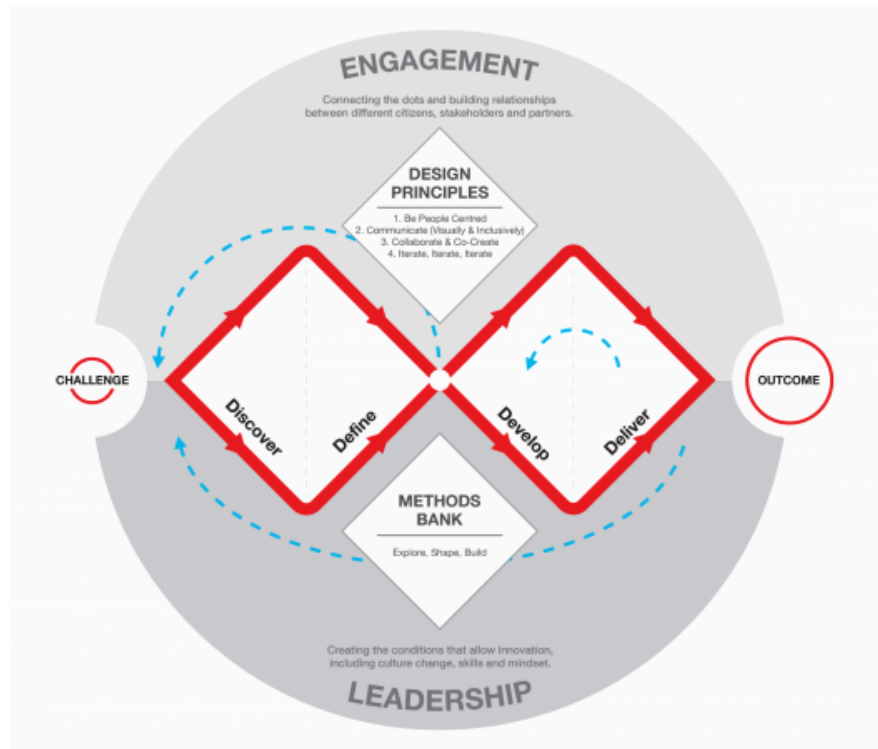 ENGAGEMENT
Connecting the dots and building relationships
between different citizens, stakeholders and partners.
DESIGN
PRINCIPLES
1. Be People Centred
2. Communicate (Visually & Inclusively)
3. Collaborate & Co-Create
4. Iterate, Iterate, Iterate
CHALLENGE
Discover
Define
Develop
Deliver
OUTCOME
METHODS
BANK
Explore, Shape, Build
Creating the conditions that allow innovation,
including culture change, skills and mindset.
LEADERSHIP